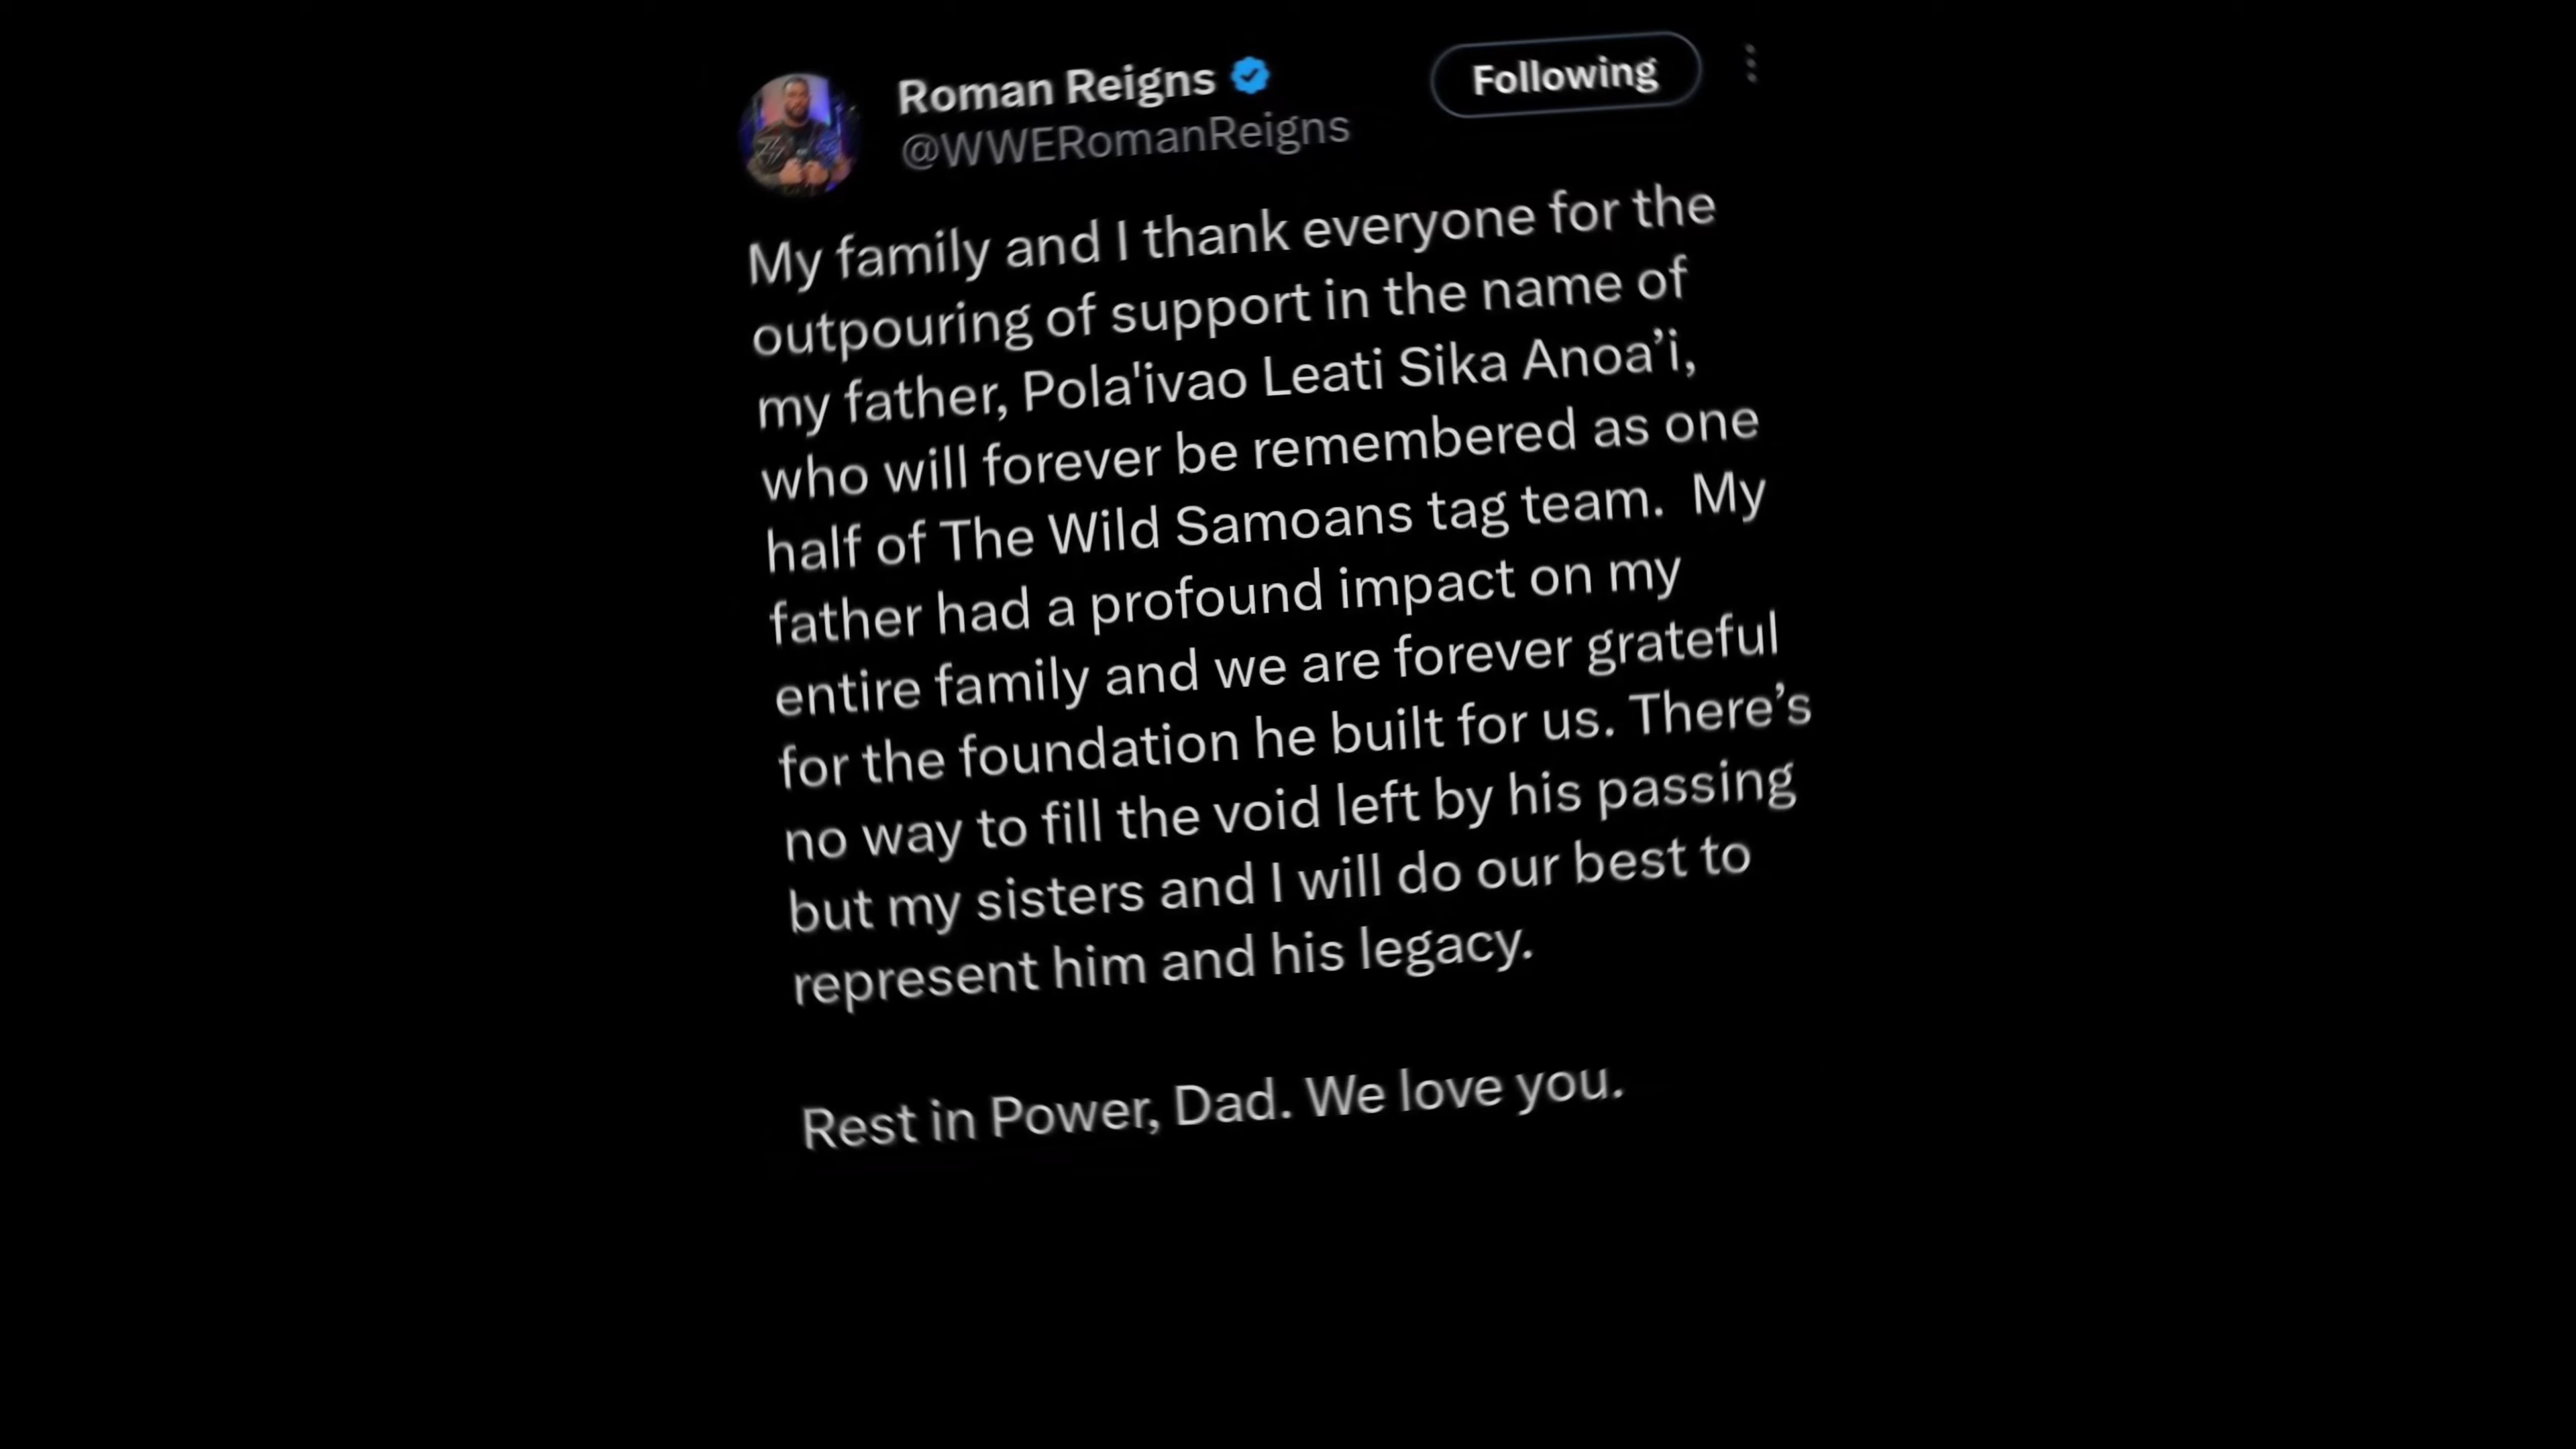 Roman Reigns
Following
@WWERomanReigns
My family and I thank everyone for the
outpouring of support in the name of
my father, Pola'ivao Leati Sika Anoa’i,
who will forever be remembered as one
half of The Wild Samoans tag team.  My
father had a profound impact on my
entire family and we are forever grateful
for the foundation he built for us. There’s
no way to fill the void left by his passing
but my sisters and I will do our best to
represent him and his legacy.
Rest in Power, Dad. We love you.